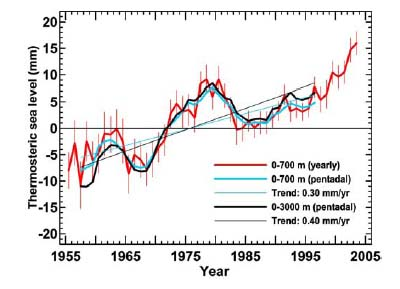 Thermosteric sea level (mm)
20
15
10
5
0
-5
-10
-15
-20
0-700 m (yearly)
0-700 m (pentadal)
Trend: 0.30 mm/yr
0-3000 m (pentadal)
Trend: 0.40 mm/yr
1955 1965 1975 1985 1995 2005
Year